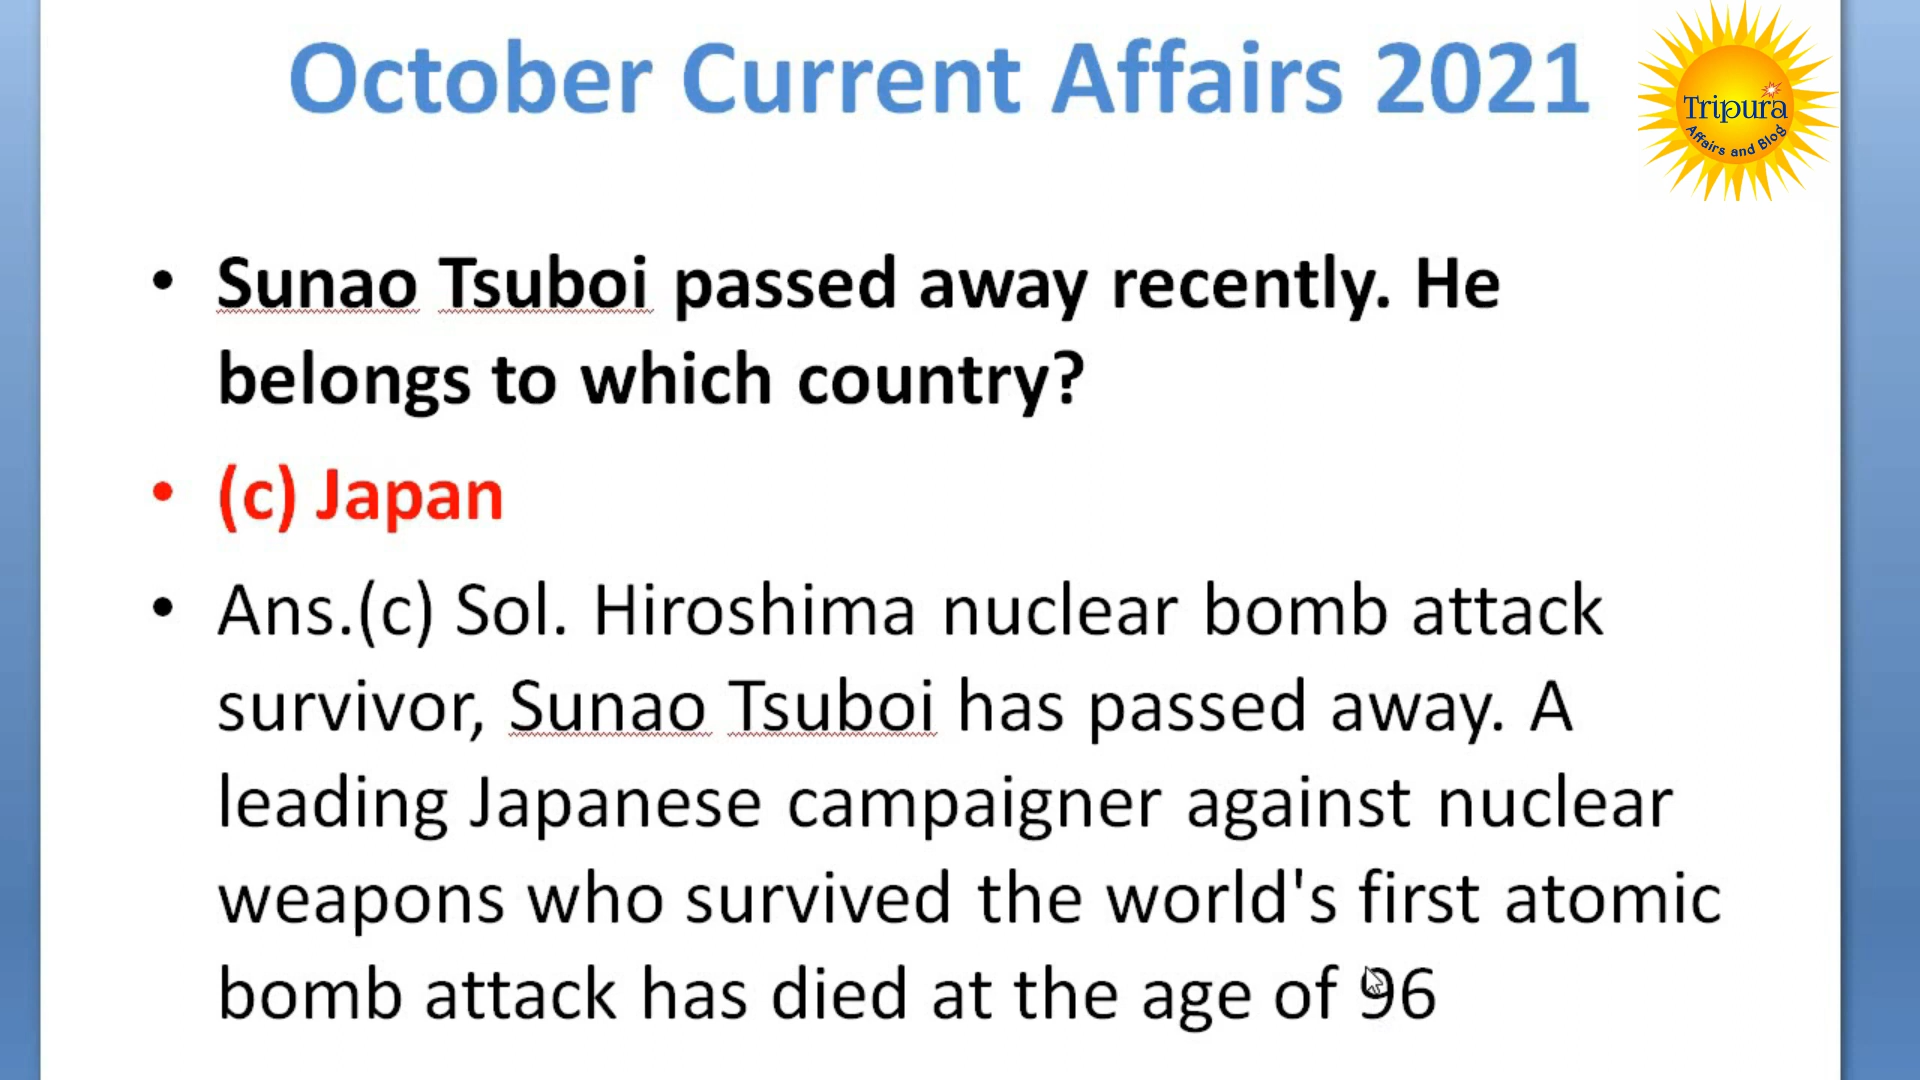 October Current Affairs 2021
Tripura
Affairs and Blog
• Sunao Tsuboi passed away recently. He
belongs to which country?
• (c) Japan
• Ans.(c) Sol. Hiroshima nuclear bomb attack
survivor, Sunao Tsuboi has passed away. A
leading Japanese campaigner against nuclear
weapons who survived the world's first atomic
bomb attack has died at the age of 96